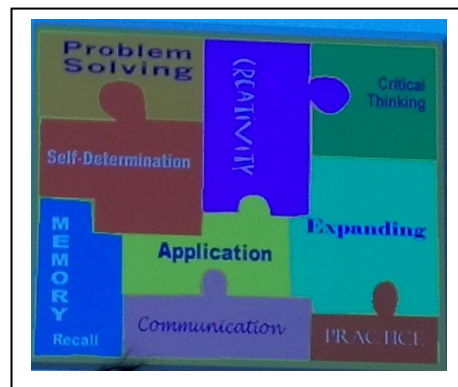 Problem
Solving
CREATIVITY
Critical
Thinking
Self-Determination
MEMORY
Recall
Application
Expanding
Communication
PRACTICE